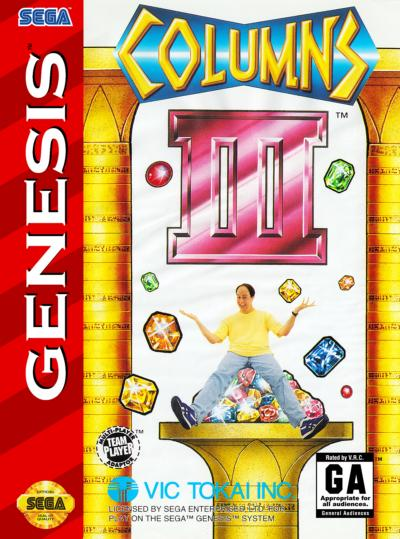 SEGA
GENESIS
COLUMNS
III
TM
MULTI-PLAYER
TEAM
PLAYER
ADAPTOR
TM
VIC TOKAI INC.
LICENSED BY SEGA ENTERPRISES, LTD. FOR
PLAY ON THE SEGA™ GENESIS™ SYSTEM.
SEGA
Rated by V.R.C.
GA
Appropriate for
all audiences.
General Audiences